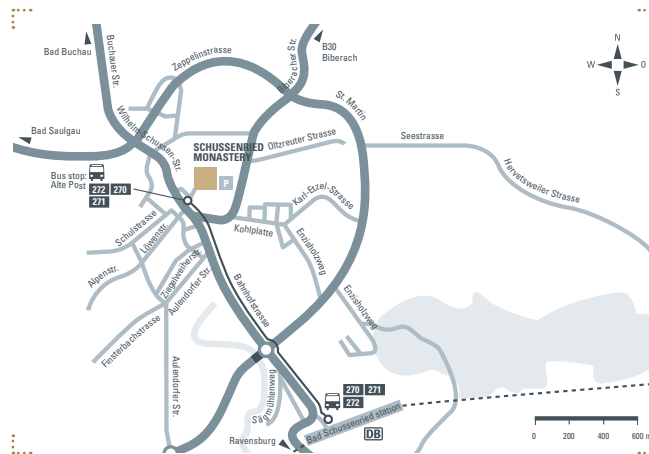 N
W
O
S
Bad Buchau
Buchauer Str.
Zeppelinstrasse
Biberacher Str.
B30
Biberach
St. Martin
Wilhelm-Schussen-Str.
Bad Saulgau
SCHUSSENRIED
MONASTERY
P
Oltzreuter Strasse
Seestrasse
Hervetsweiler Strasse
Bus stop:
Alte Post
272 270
271
Karl-Etzel-Strasse
Kohlplatte
Schulstrasse
Löwenstr.
Enzisholzweg
Alpenstr.
Ziegelweiherstr.
Aulendorfer Str.
Bahnhofstrasse
Enzisholzweg
Finsterbachstrasse
Aulendorfer Str.
Sägmühlenweg
270 271
272
Bad Schussenried station
DB
Ravensburg
0 200 400 600 m